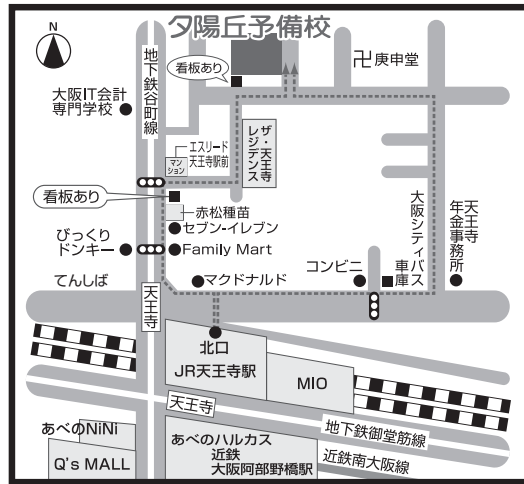 N
夕陽丘予備校
地下鉄谷町線
看板あり
卍庚申堂
大阪IT会計
専門学校
エスリード
天王寺駅前
マンション
ザ・天王寺
レジデンス
看板あり
赤松種苗
セブン-イレブン
びっくり
ドンキー
Family Mart
てんしば
マクドナルド
コンビニ
大阪シティバス
車庫
天王寺
年金事務所
天王寺
北口
JR天王寺駅
MIO
天王寺
地下鉄御堂筋線
近鉄南大阪線
あべのNiNi
Q's MALL
あべのハルカス
近鉄
大阪阿部野橋駅